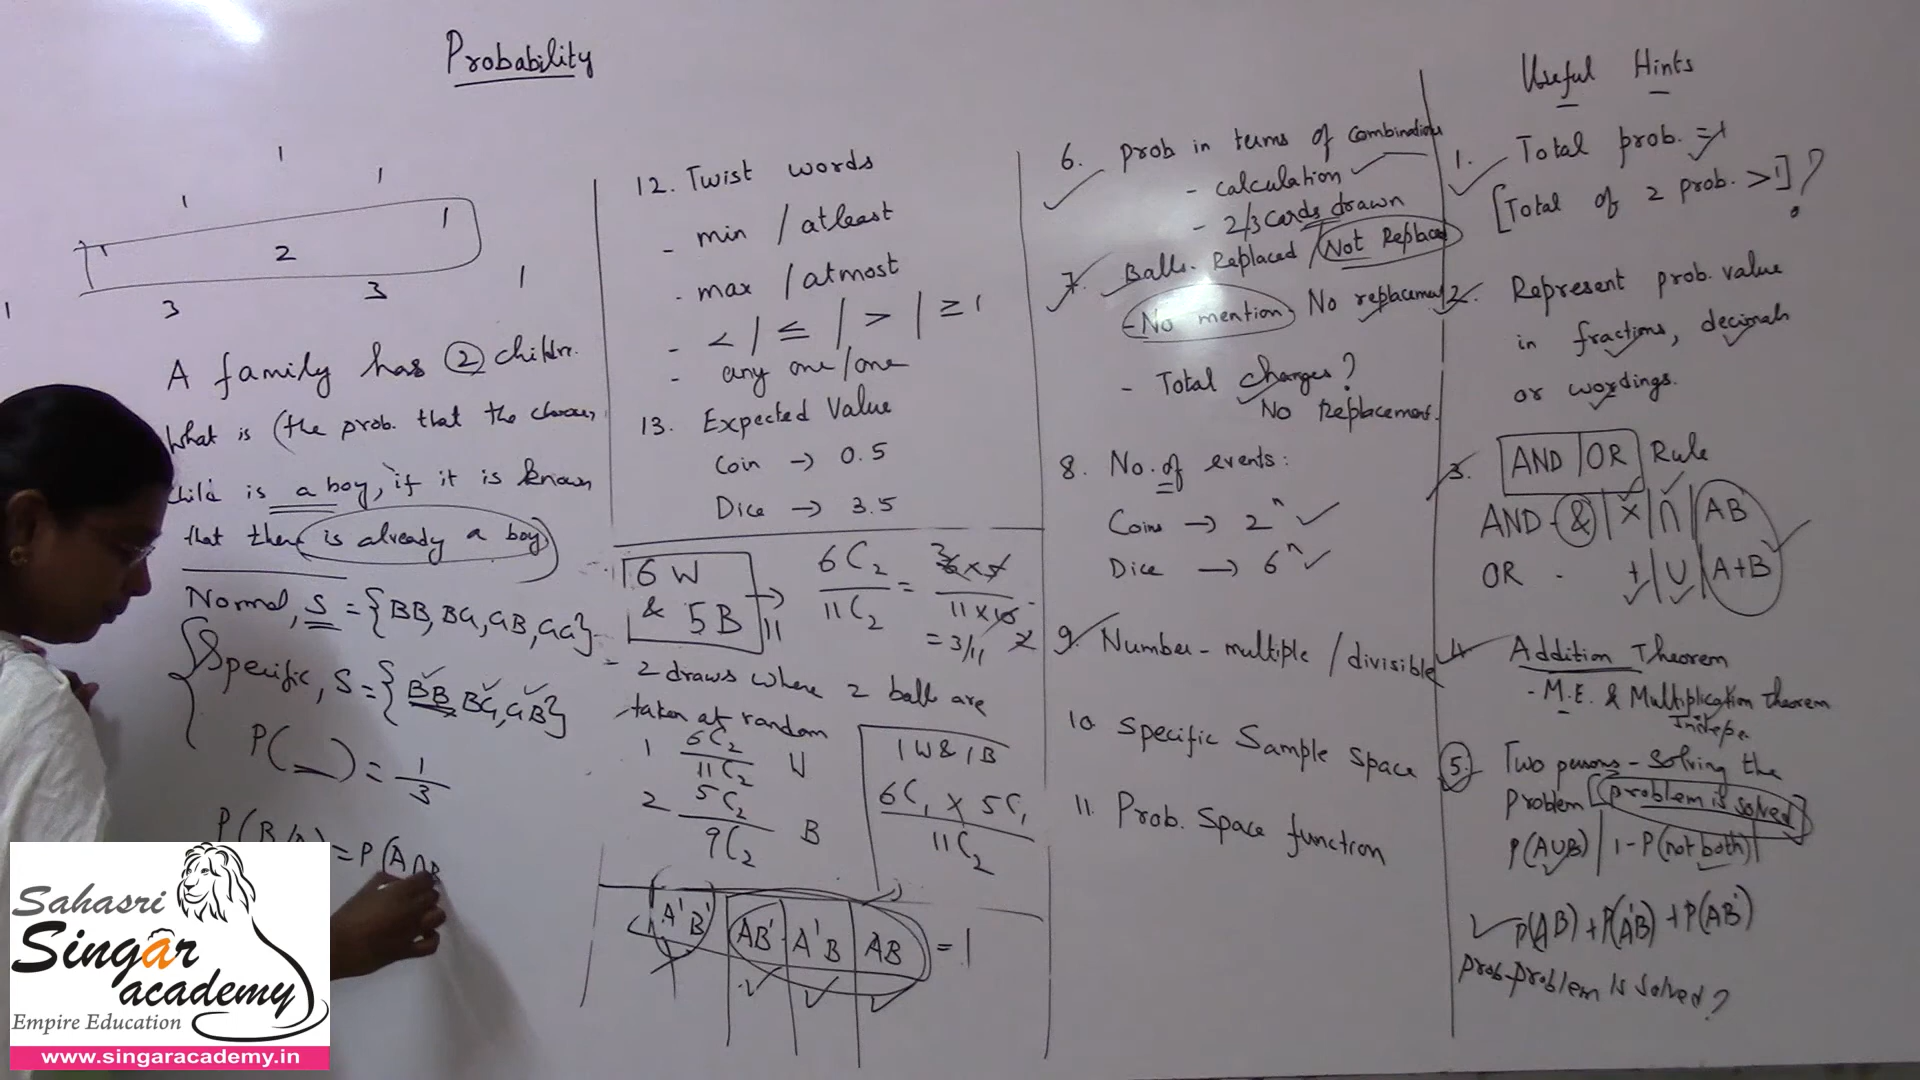 Probability
1
1
1
1
2
1
3
3
1
A family has 2 childrn.
What is (the prob. that the chosen
child is a boy, if it is known
that there is already a boy)
Normal, S = {BB, BG, GB, GG}
Specific, S = {BB, BG, GB}
P(__) = 1/3
= P(A∩B
12. Twist words
- min / atleast
- max / atmost
- < | ≤ | > | ≥ 1
- any one/one
13. Expected Value
Coin → 0.5
Dice → 3.5
6 W
& 5B
11
→ 6C2/11C2 =
11 × 10
= 3/11
- 2 draws where 2 ball are
taken at random
1 6C2/11C2 W
2 5C2/9C2 B
1W & 1B
6C1 × 5C1
11C2
A'B' | AB' | A'B | AB = 1
6. prob in terms of combinations
- calculation
- 2/3 cards drawn
7. Balls - Replaced / Not Replaced
- No mention No replacement
- Total changes?
No Replacement.
8. No. of events:
Coins → 2^n
Dice → 6^n
9. Number - multiple / divisible
10. Specific Sample Space
11. Prob. Space function
Useful Hints
1. Total prob. = 1
[Total of 2 prob. > 1]?
2. Represent prob. value
in fractions, decimals
or wordings.
3. AND | OR Rule
AND - & | × | ∩ | AB
OR - + | ∪ | A+B
4. Addition Theorem
- M.E. & Multiplication theorem
Indepe.
5. Two persons - Solving the
problem [problem is solved]
P(A∪B) | 1 - P(not both)
P(AB) + P(A'B) + P(AB')
prob - problem is solved?
Sahasri
Singar
academy
Empire Education
www.singaracademy.in